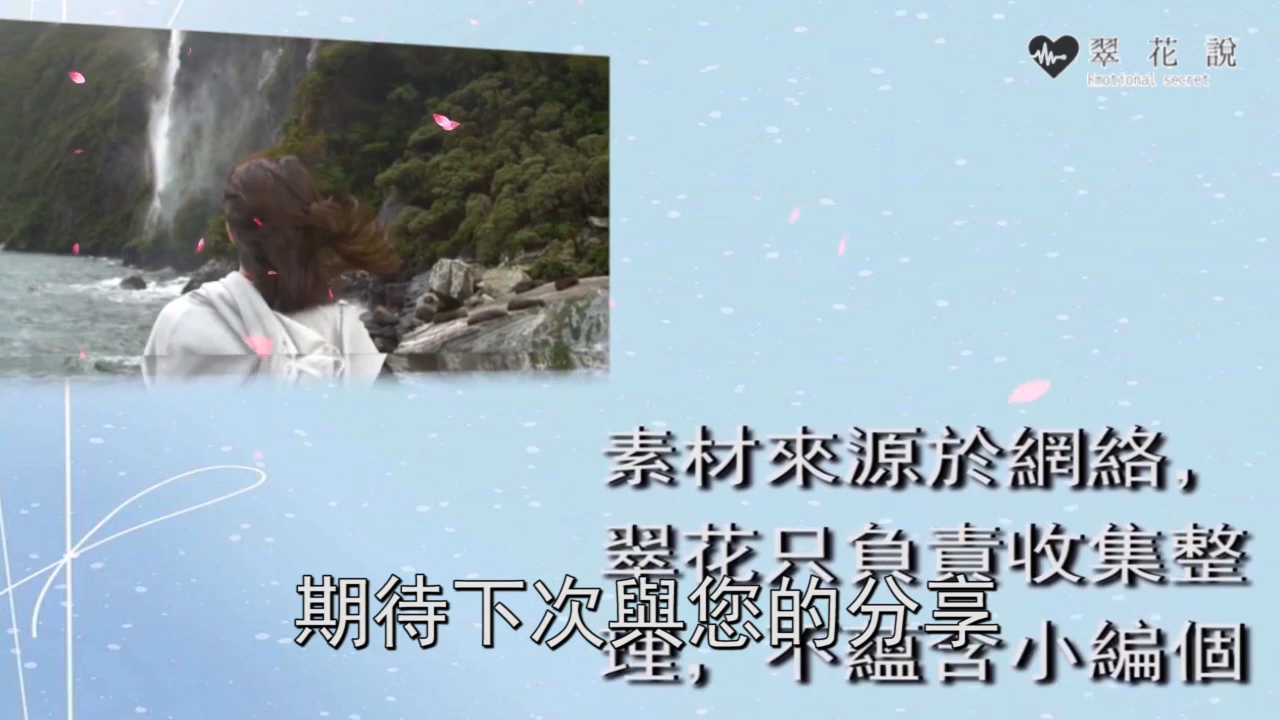 翠花說
Emotional secret
素材來源於網絡,
翠花只負責收集整
期待下次與您的分享
理,不蘊含小編個